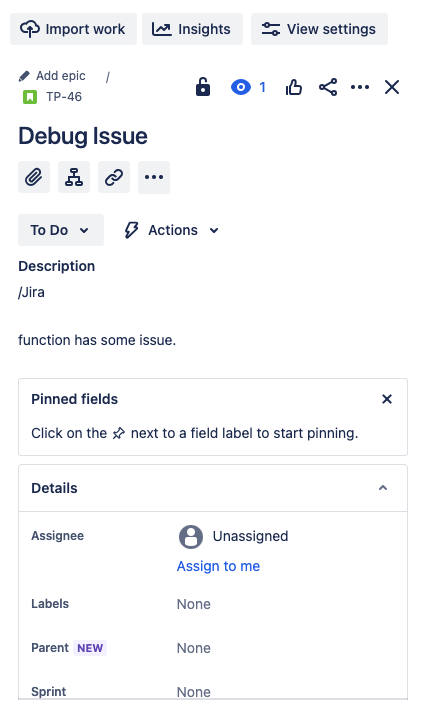 Import work Insights View settings
Add epic /
TP-46 1
Debug Issue
To Do Actions
Description
/Jira
function has some issue.
Pinned fields
Click on the next to a field label to start pinning.
Details
Assignee Unassigned
Assign to me
Labels None
Parent NEW None
Sprint None